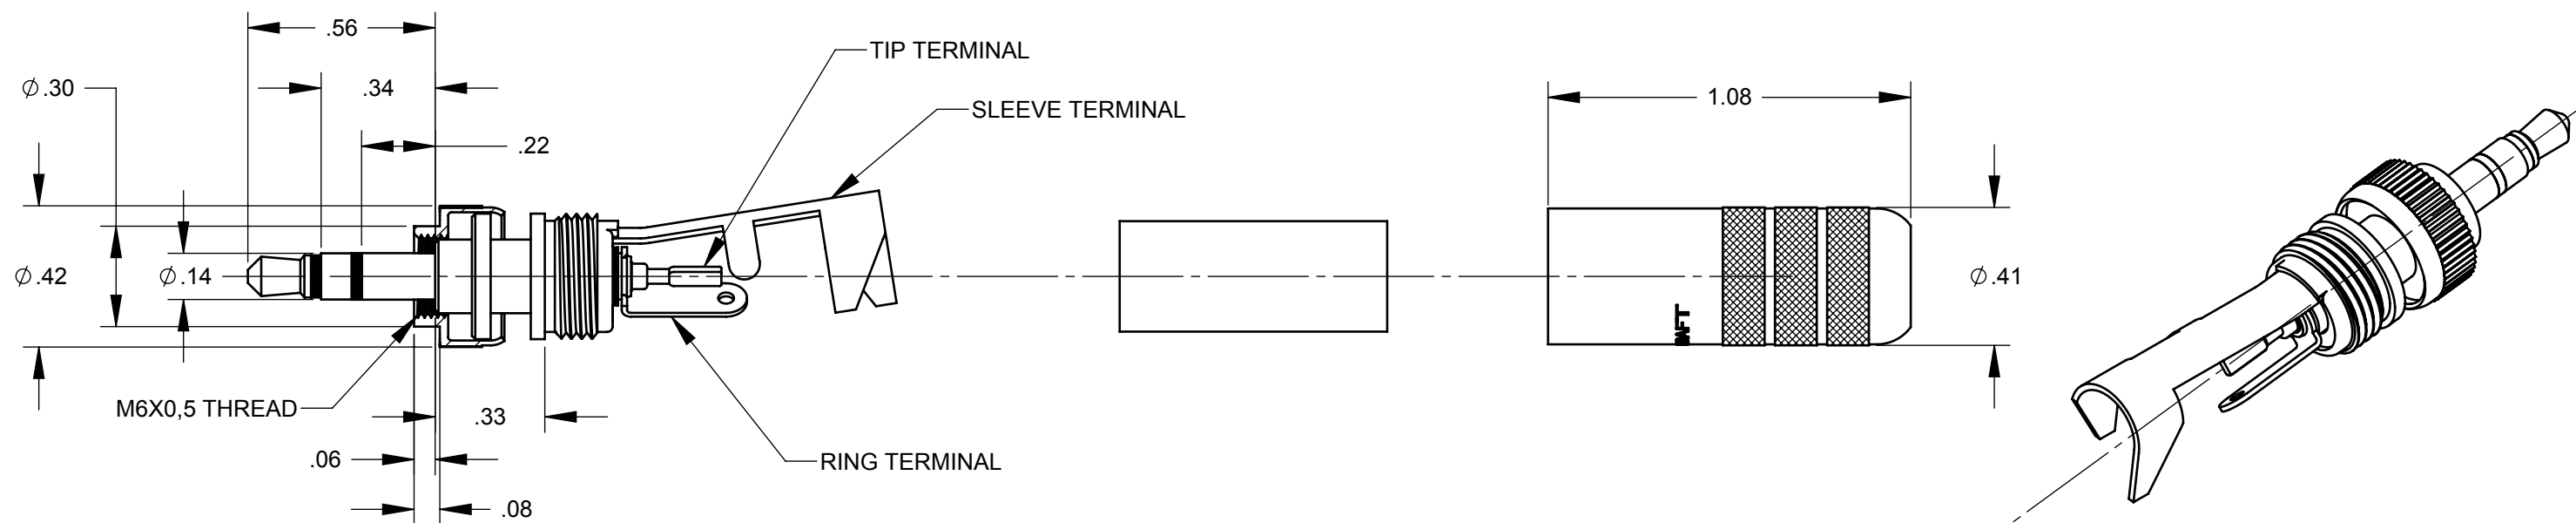 .56
TIP TERMINAL
Ø.30
.34
1.08
SLEEVE TERMINAL
.22
Ø.42
Ø.14
Ø.41
M6X0,5 THREAD
.33
.06
RING TERMINAL
.08